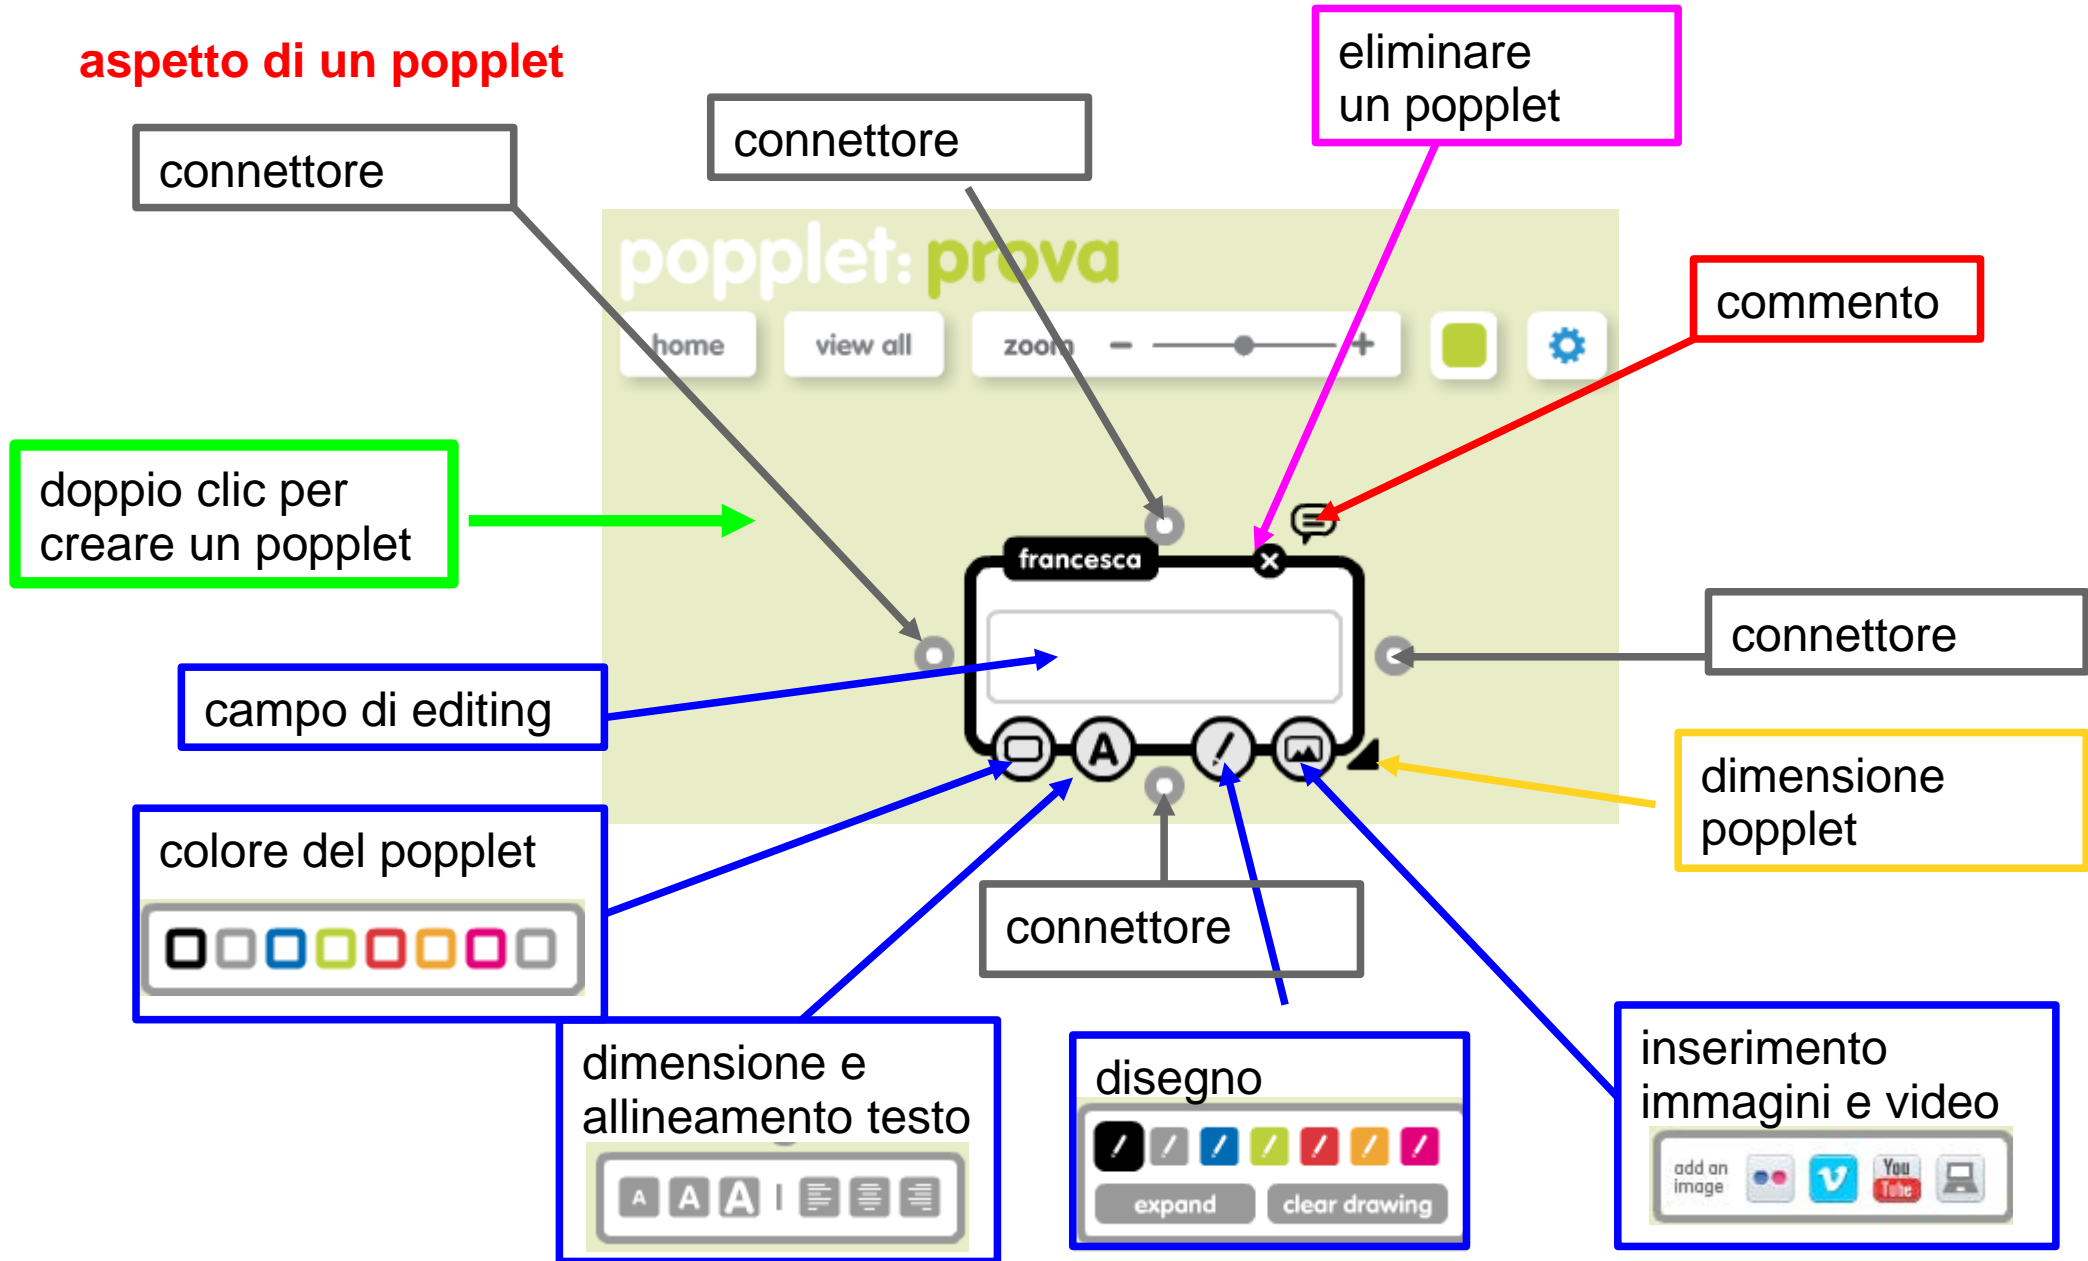 aspetto di un popplet
eliminare
un popplet
connettore
connettore
popplet: prova
commento
home
view all
zoom
doppio clic per
creare un popplet
francesca
connettore
campo di editing
A
dimensione
popplet
colore del popplet
connettore
dimensione e
allineamento testo
A A A
disegno
expand
clear drawing
inserimento
immagini e video
add an
image
You
Tube